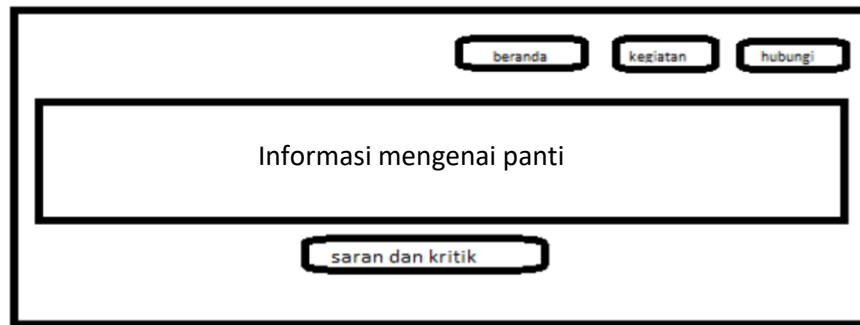 beranda kegiatan hubungi
Informasi mengenai panti
saran dan kritik